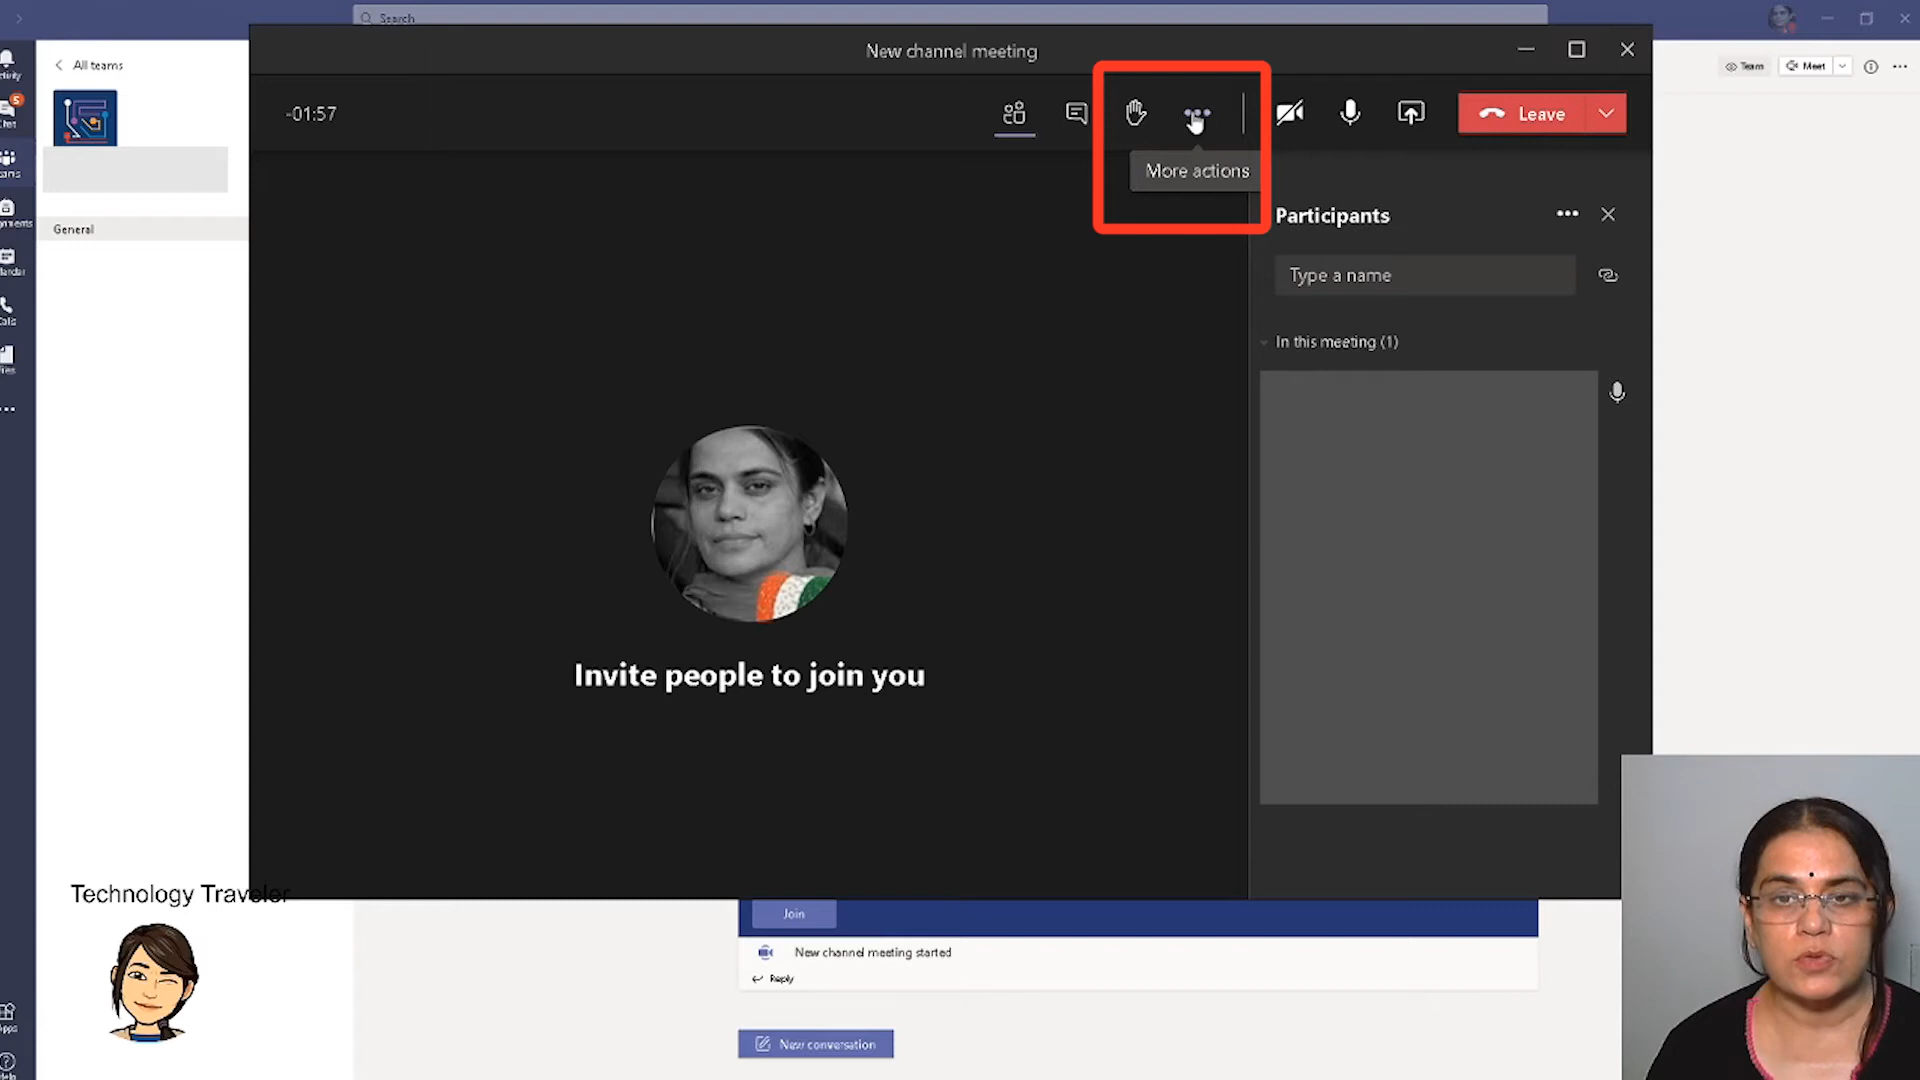 Search
New channel meeting
All teams
Team
Meet
-01:57
Leave
5
More actions
Participants
General
Type a name
In this meeting (1)
Invite people to join you
Technology Traveler
Join
New channel meeting started
Reply
New conversation